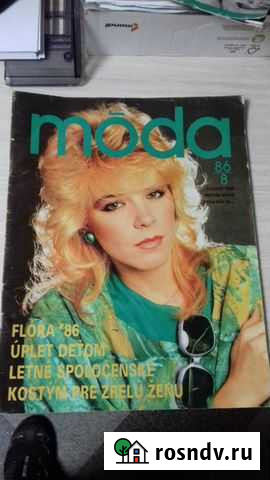 móda
86
8
FLÓRA '86
ÚPLET DEŤOM
LETNÉ SPOLOČENSKÉ
KOSTÝM PRE ZRELÚ ŽENU
rosndv.ru